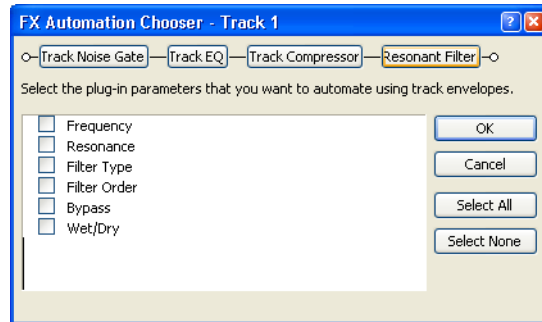 FX Automation Chooser - Track 1
Track Noise Gate Track EQ Track Compressor Resonant Filter
Select the plug-in parameters that you want to automate using track envelopes.
Frequency
Resonance
Filter Type
Filter Order
Bypass
Wet/Dry
OK
Cancel
Select All
Select None